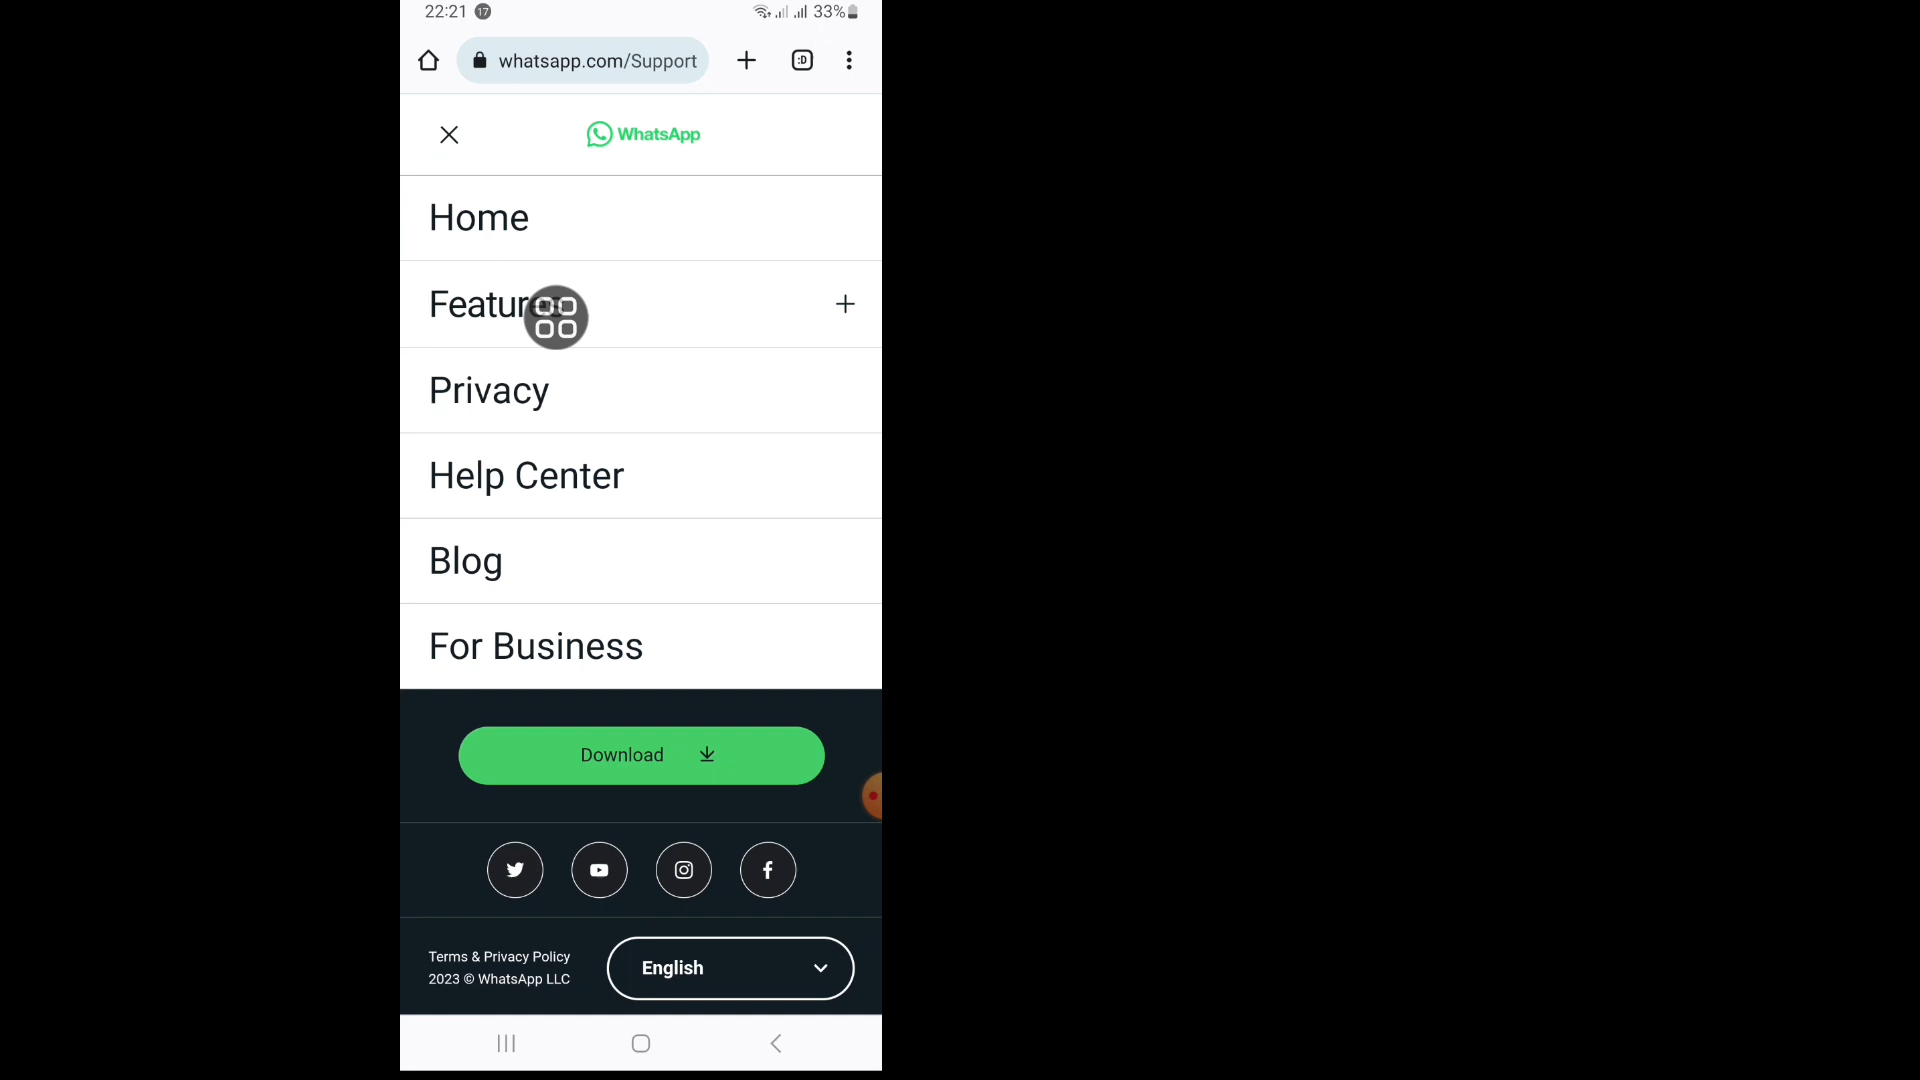 22:21 17 33%
whatsapp.com/Support :D
WhatsApp
Home
Features
Privacy
Help Center
Blog
For Business
Download
Terms & Privacy Policy
2023 © WhatsApp LLC
English